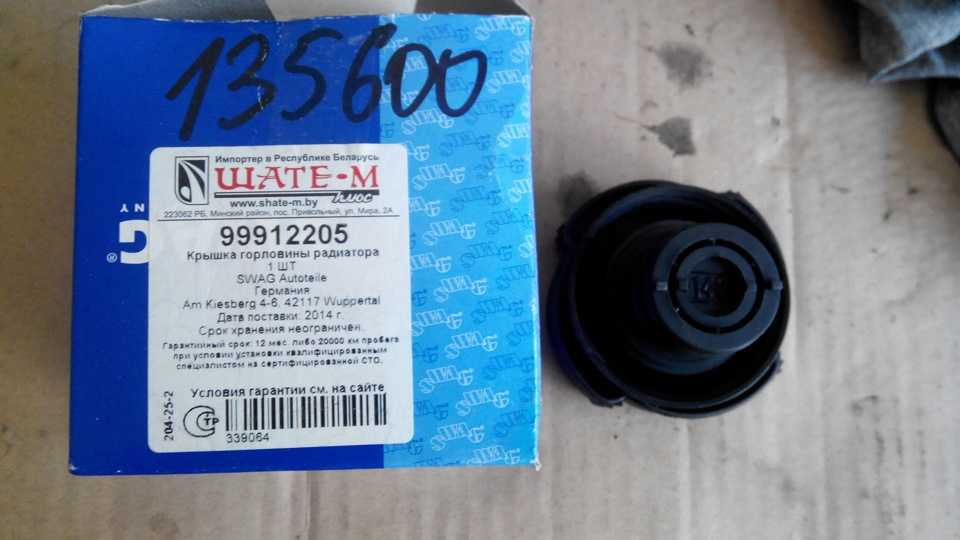 135600
Импортер в Республике Беларусь
ШАТЕ-М
плюс
www.shate-m.by
223062 РБ, Минский район, пос. Привольный, ул. Мира, 2А
99912205
Крышка горловины радиатора
1 ШТ
SWAG Autoteile
Германия
Am Kiesberg 4-6, 42117 Wuppertal
Дата поставки: 2014 г.
Срок хранения неограничен.
Гарантийный срок: 12 мес. либо 20000 км пробега
при условии установки квалифицированным
специалистом на сертифицированной СТО.
Условия гарантии см. на сайте
204-25-2
СТР
339064
G®
NY